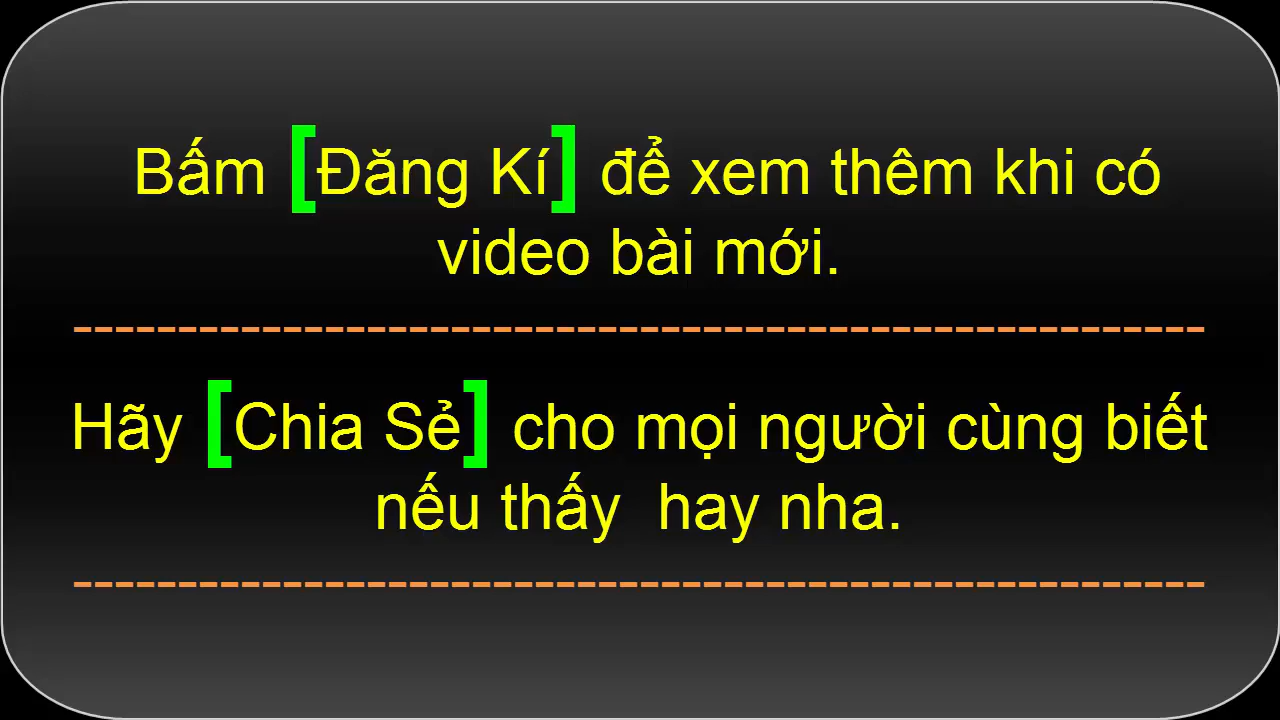 Bấm [Đăng Kí] để xem thêm khi có
video bài mới.
------------------------------------------------------
Hãy [Chia Sẻ] cho mọi người cùng biết
nếu thấy  hay nha.
------------------------------------------------------